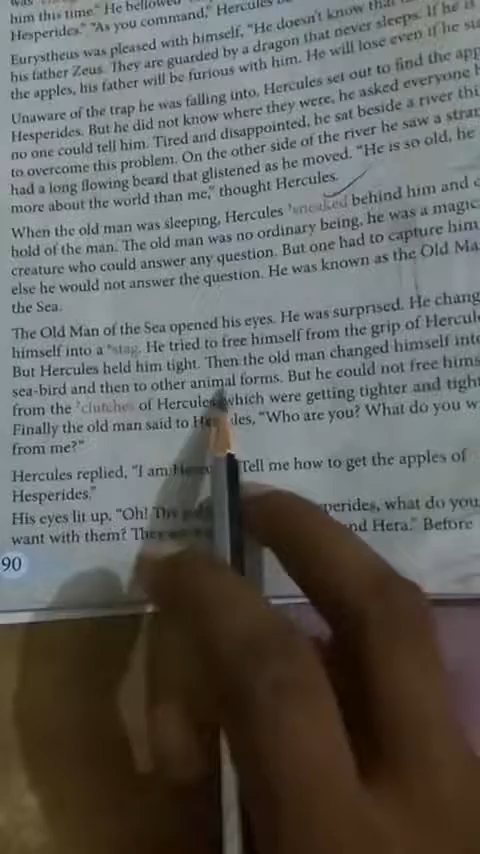 him this time." He bellowed
Hesperides." "As you command," Hercules
Eurystheus was pleased with himself, "He doesn't know that
his father Zeus. They are guarded by a dragon that never sleeps. If he is
the apples, his father will be furious with him. He will lose even if he
Unaware of the trap he was falling into, Hercules set out to find the
Hesperides. But he did not know where they were, he asked everyone
no one could tell him. Tired and disappointed, he sat beside a river
to overcome this problem. On the other side of the river he saw a
had a long flowing beard that glistened as he moved. "He is so old, he
more about the world than me," thought Hercules.
When the old man was sleeping, Hercules sneaked behind him and
hold of the man. The old man was no ordinary being, he was a
creature who could answer any question. But one had to capture him
else he would not answer the question. He was known as the Old
the Sea.
The Old Man of the Sea opened his eyes. He was surprised. He
himself into a stag. He tried to free himself from the grip of
But Hercules held him tight. Then the old man changed himself
sea-bird and then to other animal forms. But he could not free
from the clutches of Hercules which were getting tighter and
Finally the old man said to "Who are you? What do you
from me?"
Hercules replied, "I am Tell me how to get the apples of
Hesperides."
His eyes lit up, "Oh! The what do you
want with them? They and Hera." Before
90